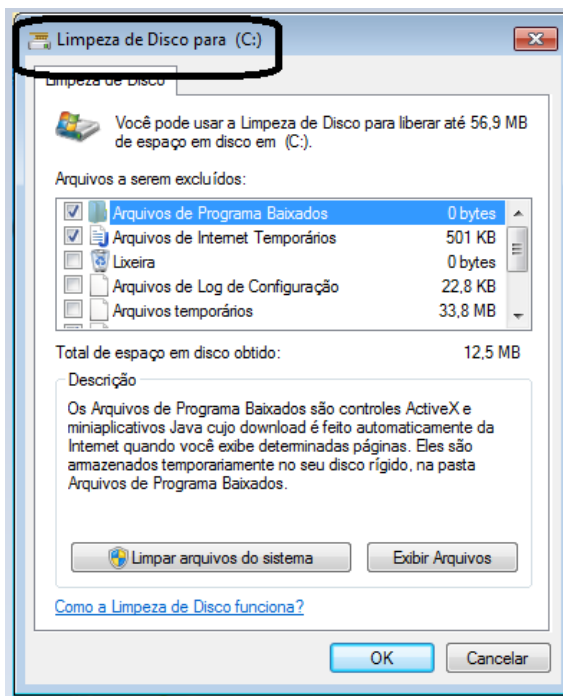 Limpeza de Disco para (C:)
Limpeza de Disco
Você pode usar a Limpeza de Disco para liberar até 56,9 MB
de espaço em disco em (C:).
Arquivos a serem excluídos:
Arquivos de Programa Baixados 0 bytes
Arquivos de Internet Temporários 501 KB
Lixeira 0 bytes
Arquivos de Log de Configuração 22,8 KB
Arquivos temporários 33,8 MB
Total de espaço em disco obtido: 12,5 MB
Descrição
Os Arquivos de Programa Baixados são controles ActiveX e
miniaplicativos Java cujo download é feito automaticamente da
Internet quando você exibe determinadas páginas. Eles são
armazenados temporariamente no seu disco rígido, na pasta
Arquivos de Programa Baixados.
Limpar arquivos do sistema Exibir Arquivos
Como a Limpeza de Disco funciona?
OK Cancelar